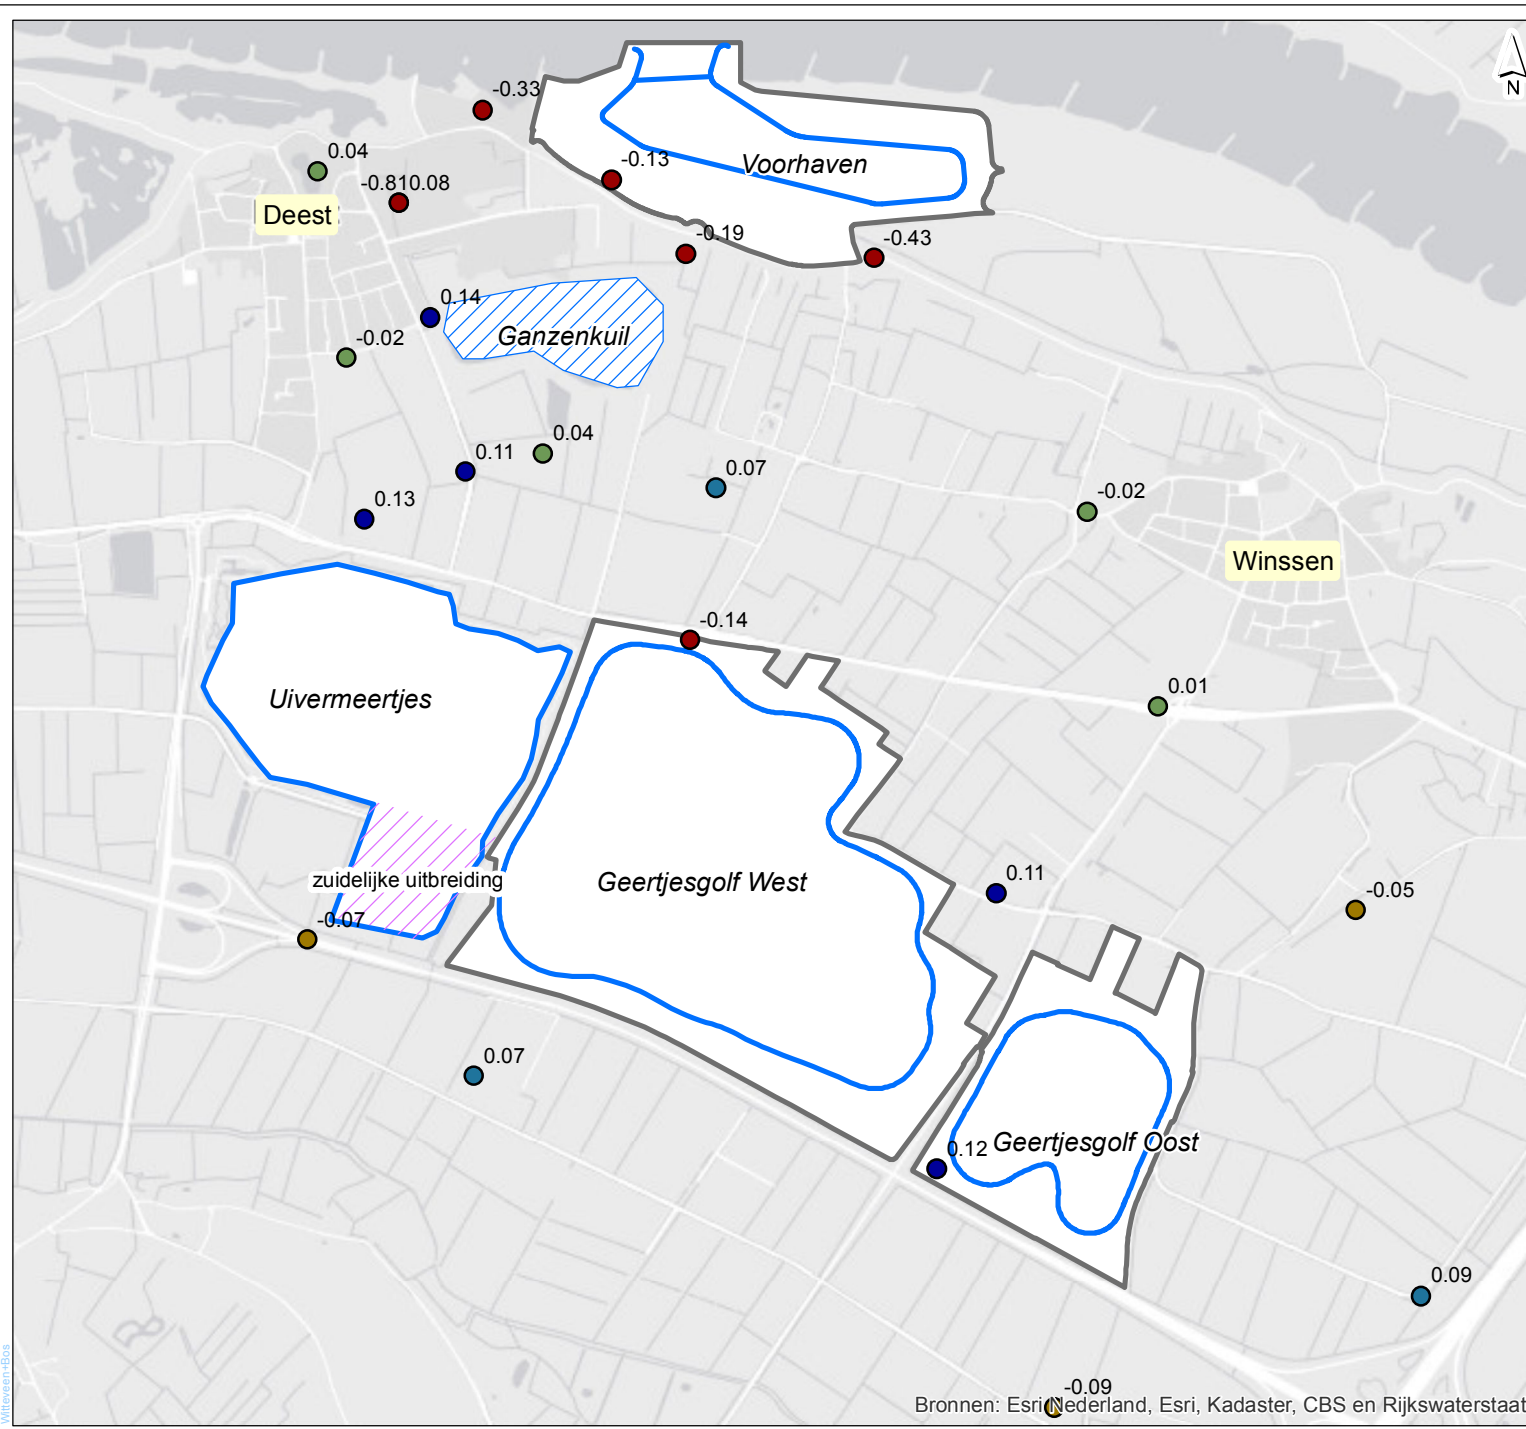 N
-0.33
-0.13
Voorhaven
0.04
-0.810.08
Deest
-0.19
-0.43
0.14
Ganzenkuil
-0.02
0.04
0.11
0.07
0.13
-0.02
Winssen
-0.14
0.01
Uivermeertjes
zuidelijke uitbreiding
Geertjesgolf West
0.11
-0.05
-0.07
0.07
0.12
Geertjesgolf Oost
0.09
-0.09
Bronnen: Esri Nederland, Esri, Kadaster, CBS en Rijkswaterstaat
Witteveen+Bos